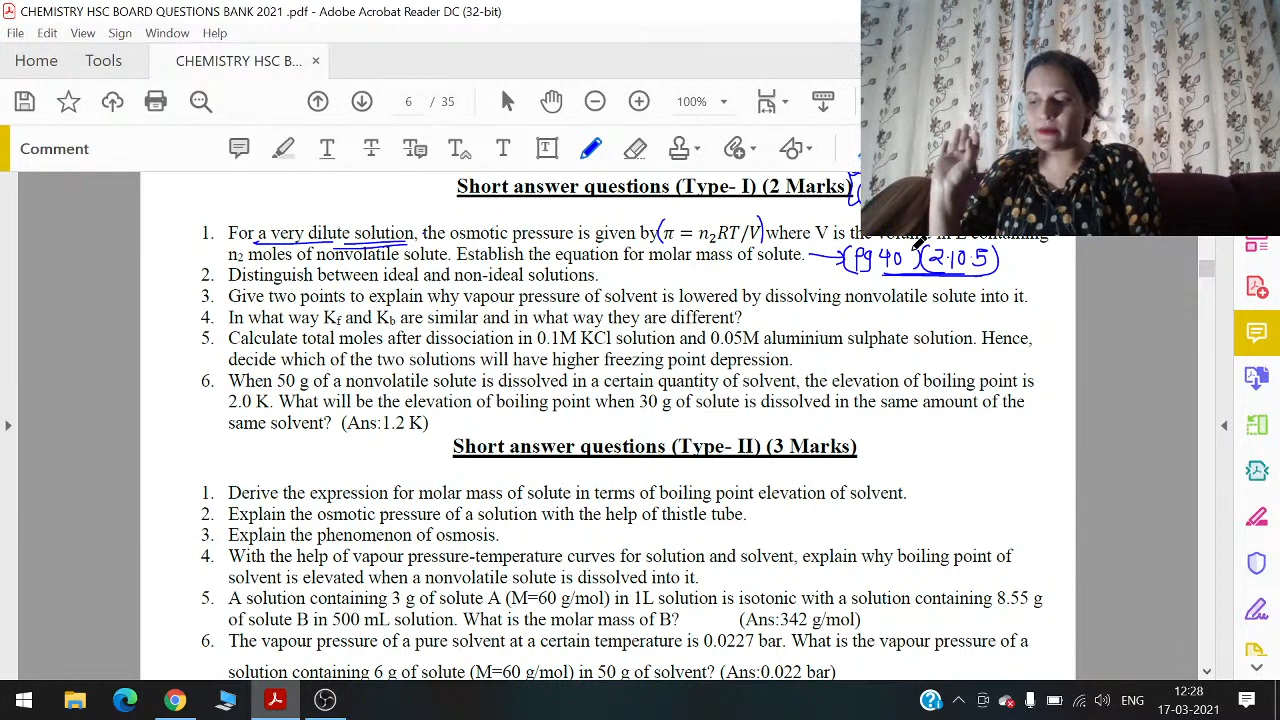 CHEMISTRY HSC BOARD QUESTIONS BANK 2021 .pdf - Adobe Acrobat Reader DC (32-bit)
File Edit View Sign Window Help
Home Tools CHEMISTRY HSC B... ×
6 / 35 100%
Comment
Short answer questions (Type- I) (2 Marks)
1. For a very dilute solution, the osmotic pressure is given by (π = n₂RT/V) where V is the volume in L containing
n₂ moles of nonvolatile solute. Establish the equation for molar mass of solute. → (Pg 40) (2.10.5)
2. Distinguish between ideal and non-ideal solutions.
3. Give two points to explain why vapour pressure of solvent is lowered by dissolving nonvolatile solute into it.
4. In what way Kf and Kb are similar and in what way they are different?
5. Calculate total moles after dissociation in 0.1M KCl solution and 0.05M aluminium sulphate solution. Hence,
decide which of the two solutions will have higher freezing point depression.
6. When 50 g of a nonvolatile solute is dissolved in a certain quantity of solvent, the elevation of boiling point is
2.0 K. What will be the elevation of boiling point when 30 g of solute is dissolved in the same amount of the
same solvent? (Ans:1.2 K)
Short answer questions (Type- II) (3 Marks)
1. Derive the expression for molar mass of solute in terms of boiling point elevation of solvent.
2. Explain the osmotic pressure of a solution with the help of thistle tube.
3. Explain the phenomenon of osmosis.
4. With the help of vapour pressure-temperature curves for solution and solvent, explain why boiling point of
solvent is elevated when a nonvolatile solute is dissolved into it.
5. A solution containing 3 g of solute A (M=60 g/mol) in 1L solution is isotonic with a solution containing 8.55 g
of solute B in 500 mL solution. What is the molar mass of B? (Ans:342 g/mol)
6. The vapour pressure of a pure solvent at a certain temperature is 0.0227 bar. What is the vapour pressure of a
solution containing 6 g of solute (M=60 g/mol) in 50 g of solvent? (Ans:0.022 bar)
ENG 12:28
17-03-2021